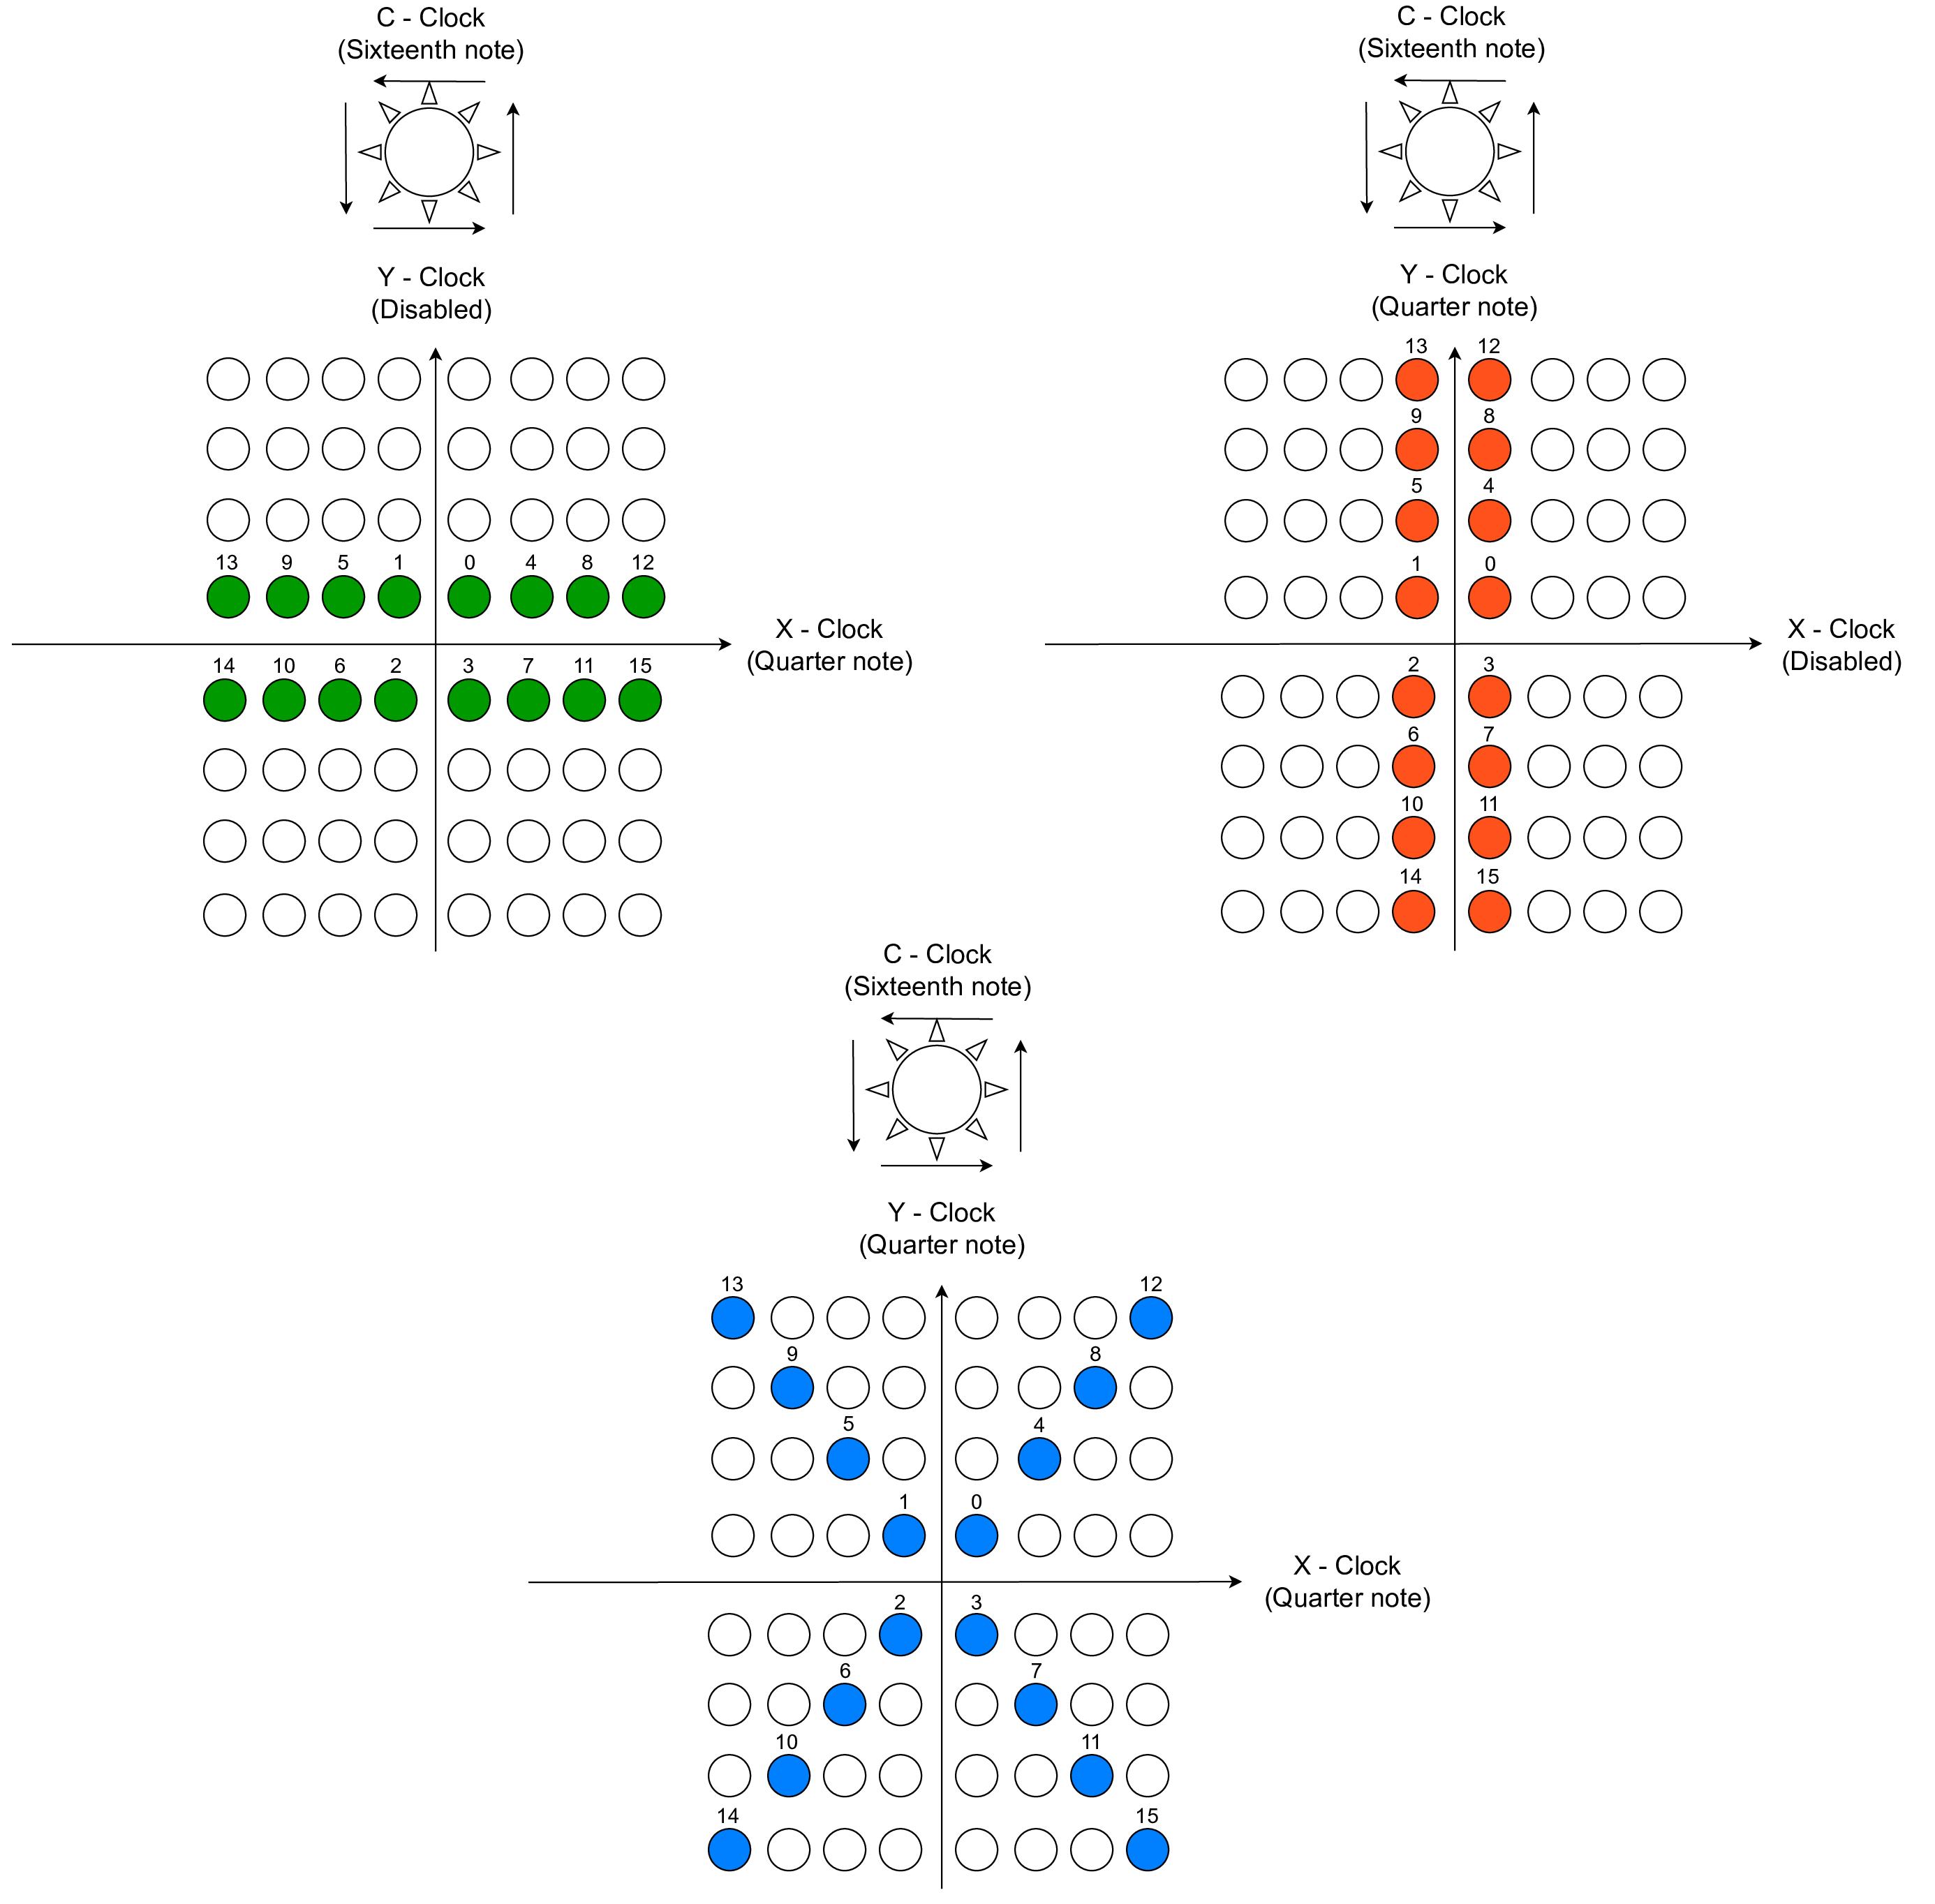 C - Clock
(Sixteenth note)
Y - Clock
(Disabled)
13 9 5 1 0 4 8 12
X - Clock
(Quarter note)
14 10 6 2 3 7 11 15
C - Clock
(Sixteenth note)
Y - Clock
(Quarter note)
13 12
9 8
5 4
1 0
X - Clock
(Disabled)
2 3
6 7
10 11
14 15
C - Clock
(Sixteenth note)
Y - Clock
(Quarter note)
13 12
9 8
5 4
1 0
X - Clock
(Quarter note)
2 3
6 7
10 11
14 15